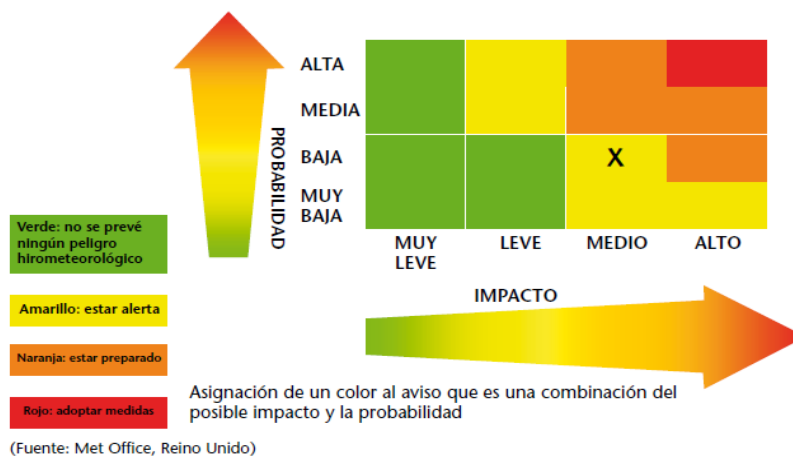 ALTA
MEDIA
BAJA
MUY
BAJA
PROBABILIDAD
X
MUY
LEVE
LEVE
MEDIO
ALTO
IMPACTO
Verde: no se prevé
ningún peligro
hirometeorológico
Amarillo: estar alerta
Naranja: estar preparado
Rojo: adoptar medidas
Asignación de un color al aviso que es una combinación del
posible impacto y la probabilidad
(Fuente: Met Office, Reino Unido)